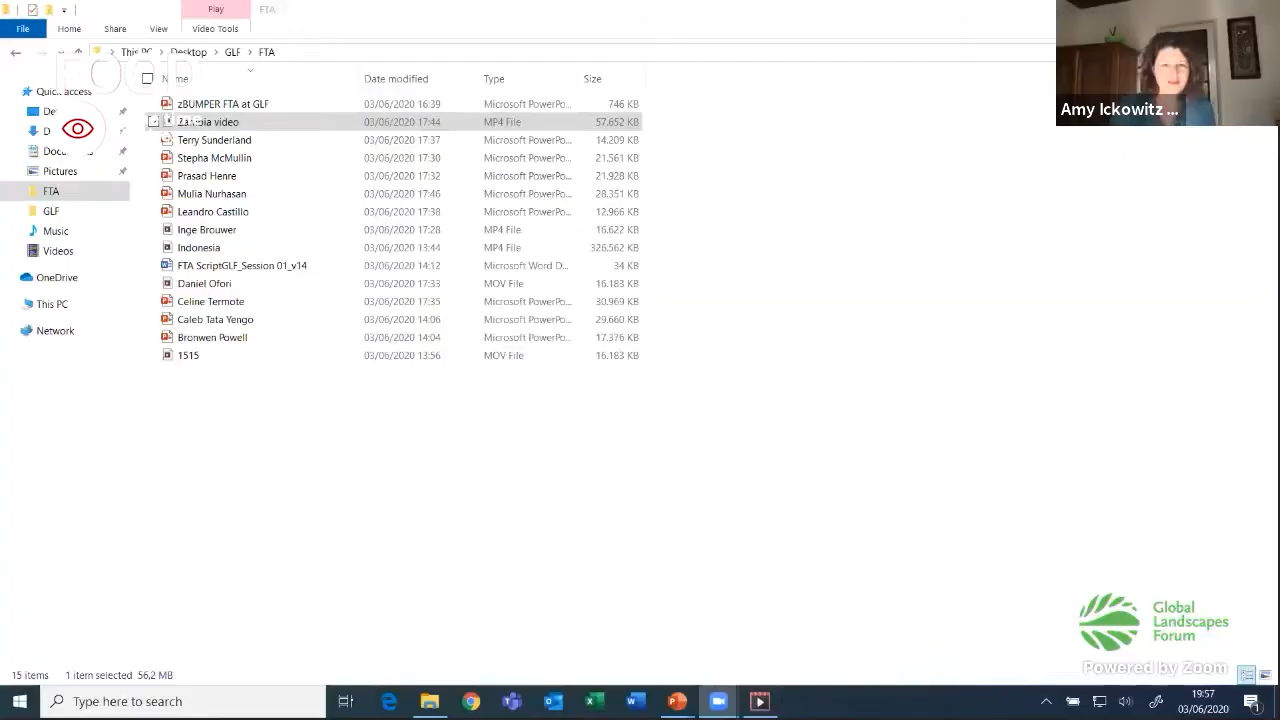 Play FTA
File Home Share View Video Tools
This PC Desktop GLF FTA
Name Date modified Type Size
Quick access
zBUMPER FTA at GLF 03/06/2020 16:39 Microsoft PowerPo... 746 KB
Zambia video 03/06/2020 17:44 MP4 File 57.652 KB
Terry Sunderland 03/06/2020 17:37 Microsoft PowerPo... 14.209 KB
Stepha McMullin 03/06/2020 17:30 Microsoft PowerPo... 21.561 KB
Pictures Prasad Henre 03/06/2020 17:32 Microsoft PowerPo... 21.928 KB
FTA Mulia Nurhasan 03/06/2020 17:46 Microsoft PowerPo... 28.351 KB
GLF Leandro Castillo 03/06/2020 17:38 Microsoft PowerPo... 12.966 KB
Music Inge Brouwer 03/06/2020 17:28 MP4 File 16.622 KB
Videos Indonesia 03/06/2020 13:44 MP4 File 326.562 KB
OneDrive FTA ScriptGLF_Session 01_v14 03/06/2020 14:12 Microsoft Word D... 34 KB
Daniel Ofori 03/06/2020 17:33 MOV File 16.183 KB
This PC Celine Termote 03/06/2020 17:35 Microsoft PowerPo... 30.969 KB
Network Caleb Tata Yengo 03/06/2020 14:06 Microsoft PowerPo... 29.660 KB
Bronwen Powell 03/06/2020 14:04 Microsoft PowerPo... 17.376 KB
1515 03/06/2020 13:56 MOV File 16.183 KB
Amy Ickowitz ...
Global
Landscapes
Forum
Powered by Zoom
15 items 1 item selected 56,2 MB
Type here to search
19:57
03/06/2020